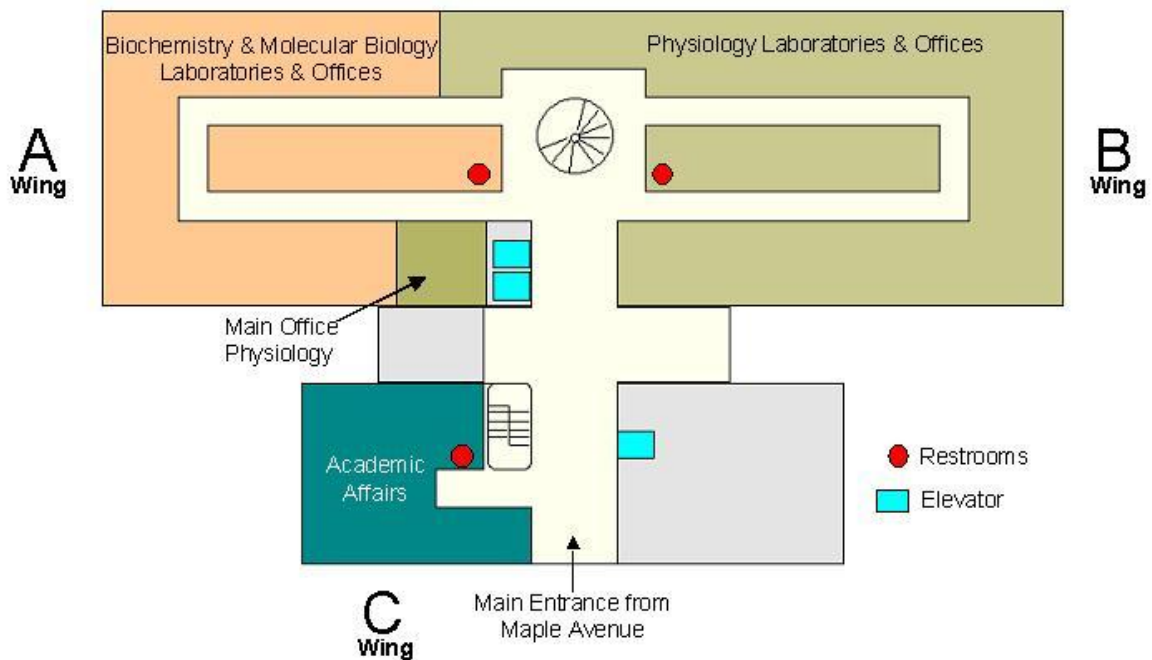 Biochemistry & Molecular Biology
Laboratories & Offices
Physiology Laboratories & Offices
A
Wing
B
Wing
Main Office
Physiology
Academic
Affairs
Restrooms
Elevator
C
Wing
Main Entrance from
Maple Avenue